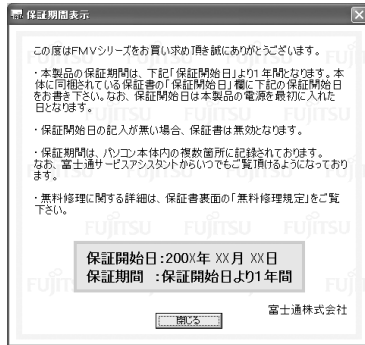 保証期間表示
この度はFMVシリーズをお買い求め頂き誠にありがとうございます。
・本製品の保証期間は、下記「保証開始日」より1年間となります。本
体に同梱されている保証書の「保証開始日」欄に下記の保証開始日
をお書き下さい。なお、保証開始日は本製品の電源を最初に入れた
日となります。
・保証開始日の記入が無い場合、保証書は無効となります。
・保証期間は、パソコン本体内の複数箇所に記録されております。
なお、富士通サービスアシスタントからいつでもご覧頂けるようになっており
ます。
・無料修理に関する詳細は、保証書裏面の「無料修理規定」をご覧
下さい。
保証開始日:200X年 XX月 XX日
保証期間 :保証開始日より1年間
富士通株式会社
閉じる